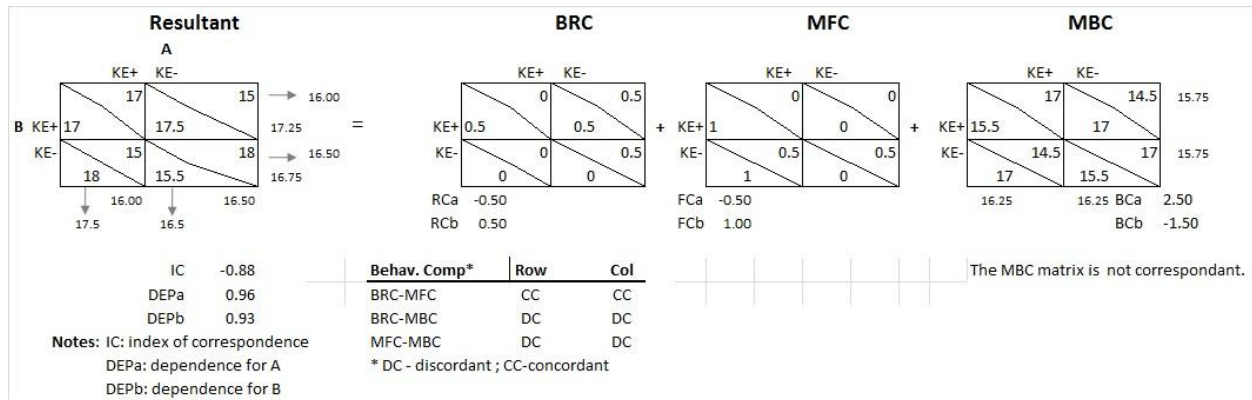 Resultant BRC MFC MBC
A
KE+ KE- KE+ KE- KE+ KE- KE+ KE-
17 15 16.00 0 0.5 0 0 17 14.5 15.75
B KE+ 17 17.5 17.25 = KE+ 0.5 0.5 + KE+ 1 0 + KE+ 15.5 17
KE- 15 18 16.50 KE- 0 0.5 KE- 0.5 0.5 KE- 14.5 17 15.75
18 15.5 16.75 0 0 1 0 17 15.5
16.00 16.50 RCa -0.50 FCa -0.50 16.25 16.25 BCa 2.50
17.5 16.5 RCb 0.50 FCb 1.00 BCb -1.50
IC -0.88 Behav. Comp* Row Col The MBC matrix is not correspondant.
DEPa 0.96 BRC-MFC CC CC
DEPb 0.93 BRC-MBC DC DC
Notes: IC: index of correspondence MFC-MBC DC DC
DEPa: dependence for A * DC - discordant ; CC-concordant
DEPb: dependence for B